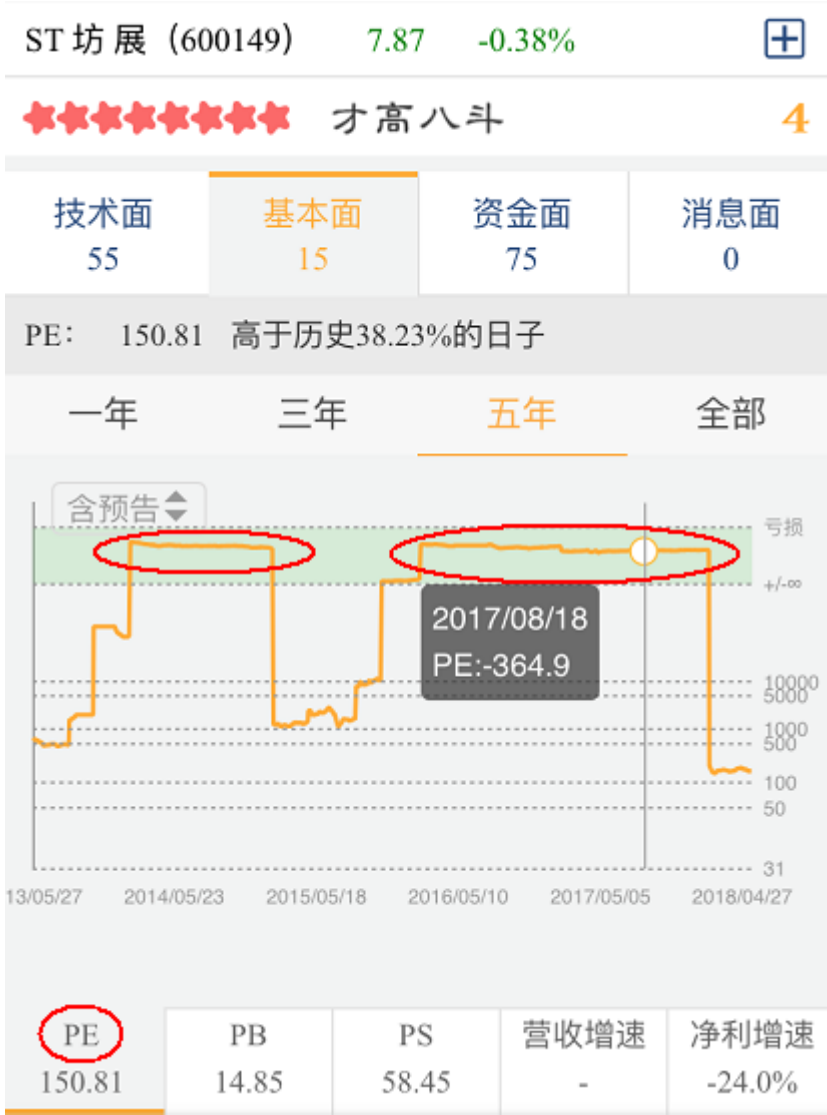 ST坊展（600149） 7.87 -0.38%
才高八斗 4
技术面 基本面 资金面 消息面
55 15 75 0
PE： 150.81 高于历史38.23%的日子
一年 三年 五年 全部
含预告
亏损
+/-∞
2017/08/18
PE:-364.9
10000
5000
1000
500
100
50
31
13/05/27 2014/05/23 2015/05/18 2016/05/10 2017/05/05 2018/04/27
PE PB PS 营收增速 净利增速
150.81 14.85 58.45 - -24.0%